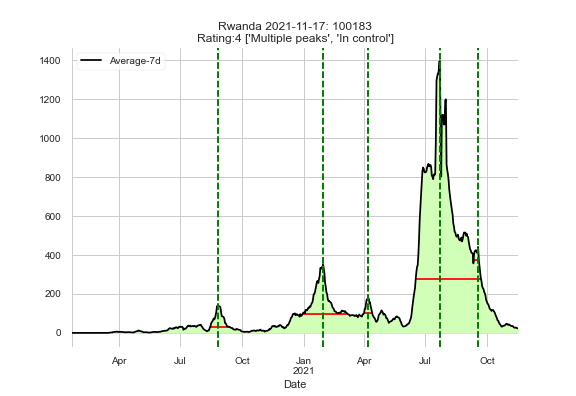 Rwanda 2021-11-17: 100183
Rating:4 ['Multiple peaks', 'In control']
Average-7d
1400
1200
1000
800
600
400
200
0
Apr Jul Oct Jan Apr Jul Oct
2021
Date